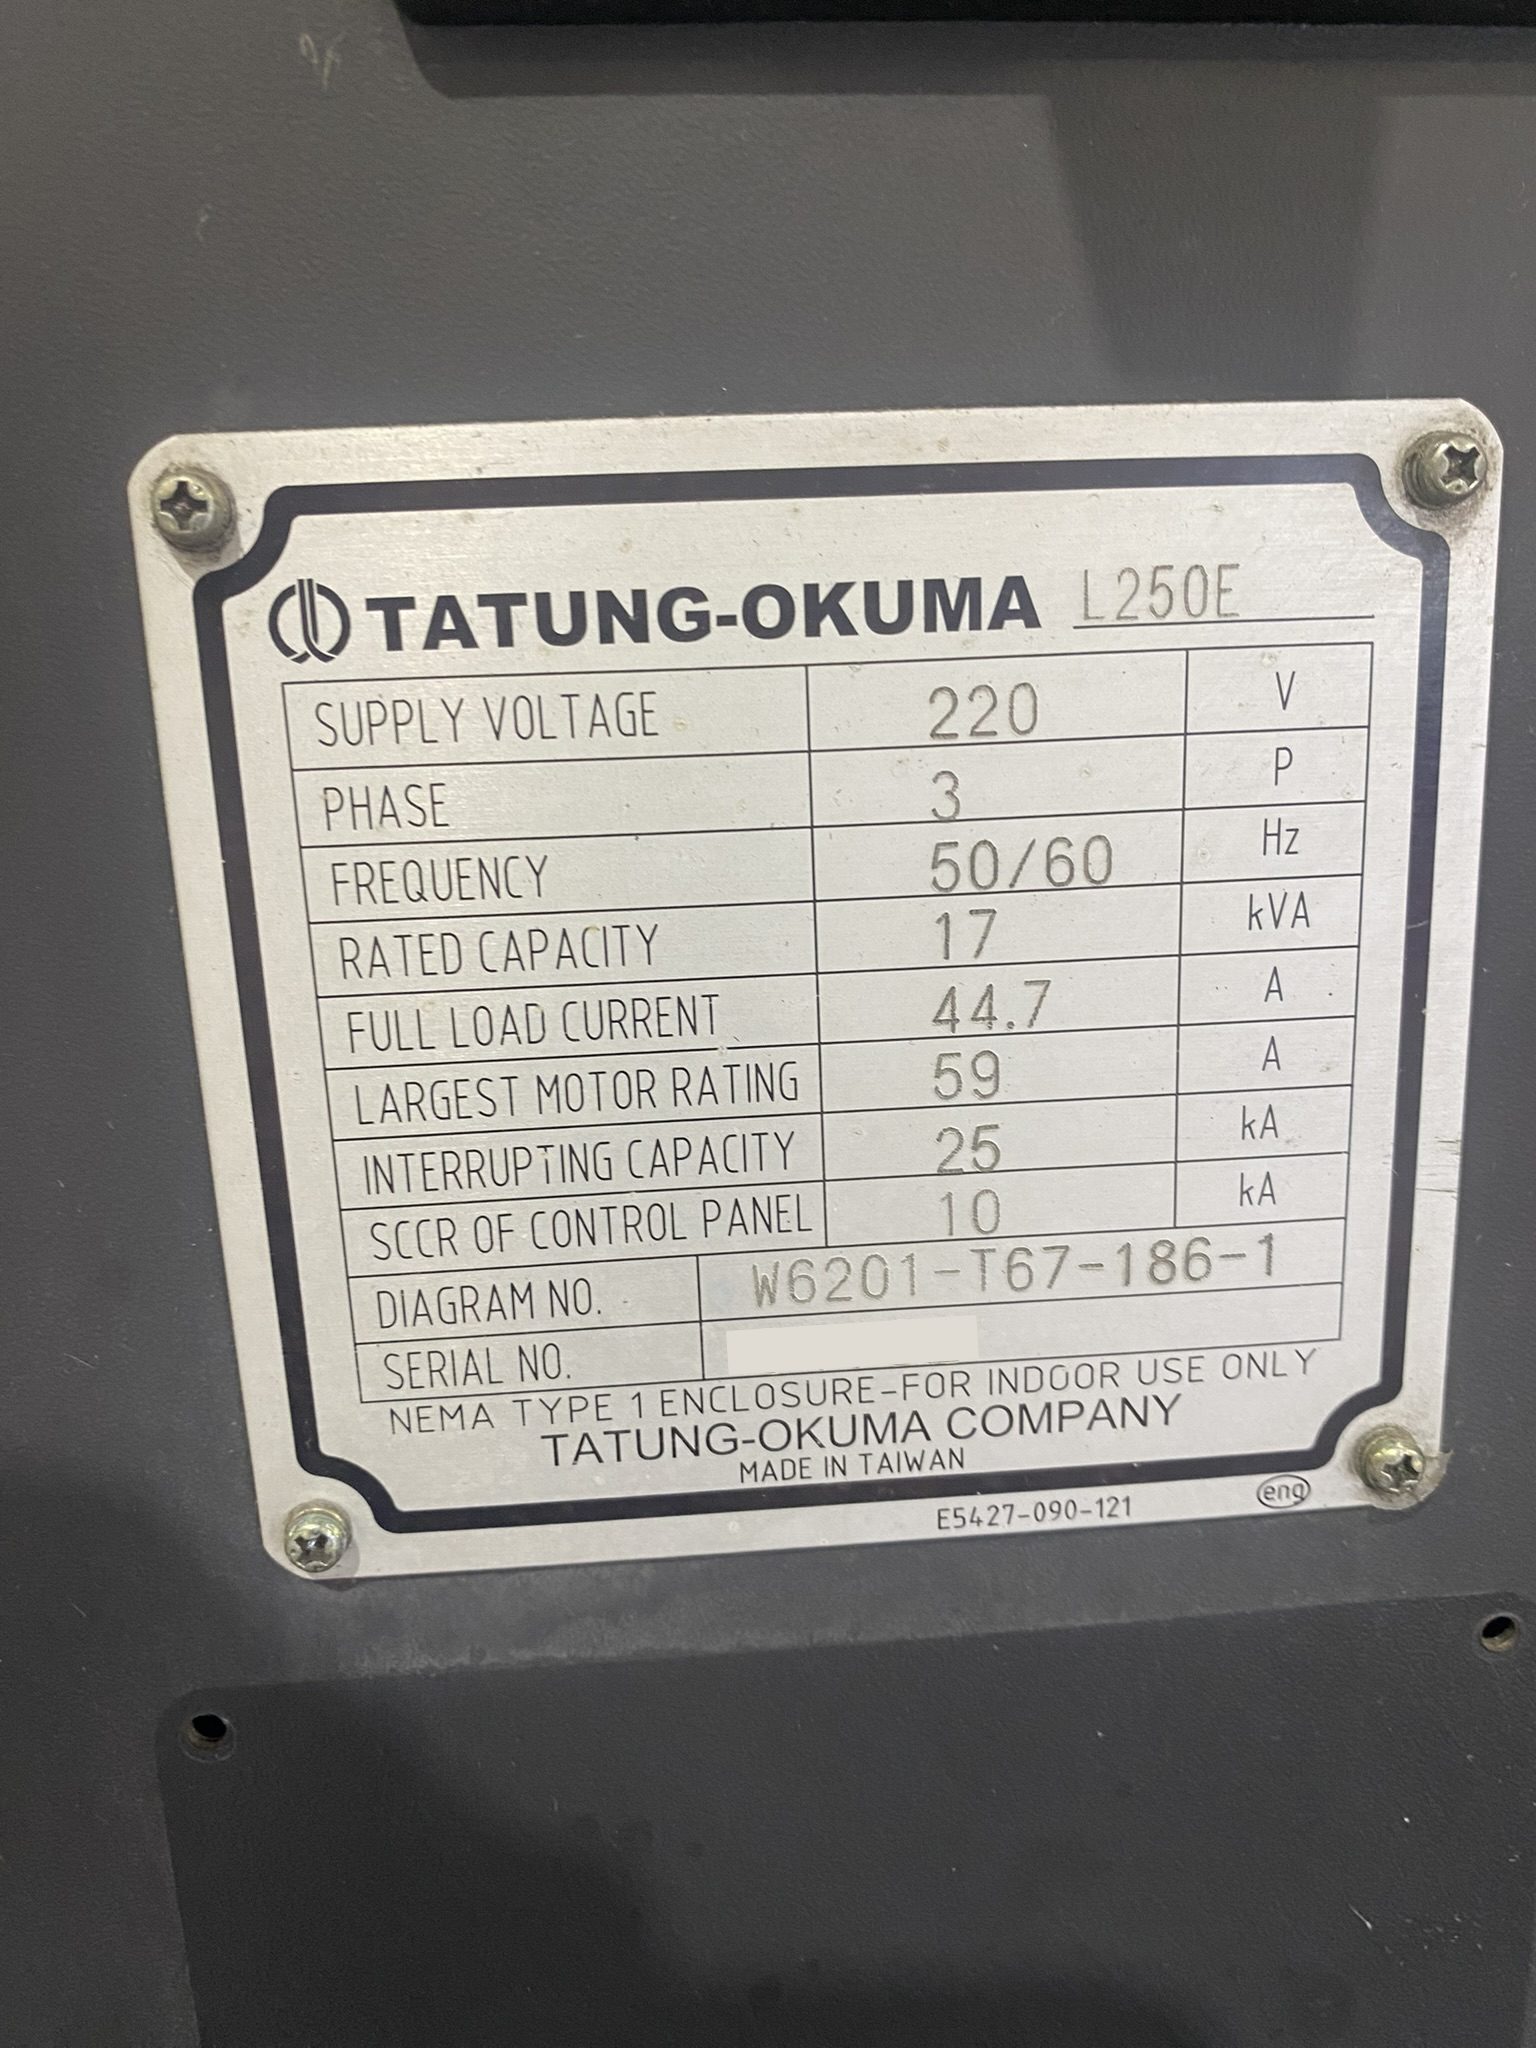 TATUNG-OKUMA L250E
SUPPLY VOLTAGE 220 V
PHASE 3 P
FREQUENCY 50/60 Hz
RATED CAPACITY 17 kVA
FULL LOAD CURRENT 44.7 A
LARGEST MOTOR RATING 59 A
INTERRUPTING CAPACITY 25 kA
SCCR OF CONTROL PANEL 10 kA
DIAGRAM NO. W6201-T67-186-1
SERIAL NO.
NEMA TYPE 1 ENCLOSURE-FOR INDOOR USE ONLY
TATUNG-OKUMA COMPANY
MADE IN TAIWAN
E5427-090-121 eng